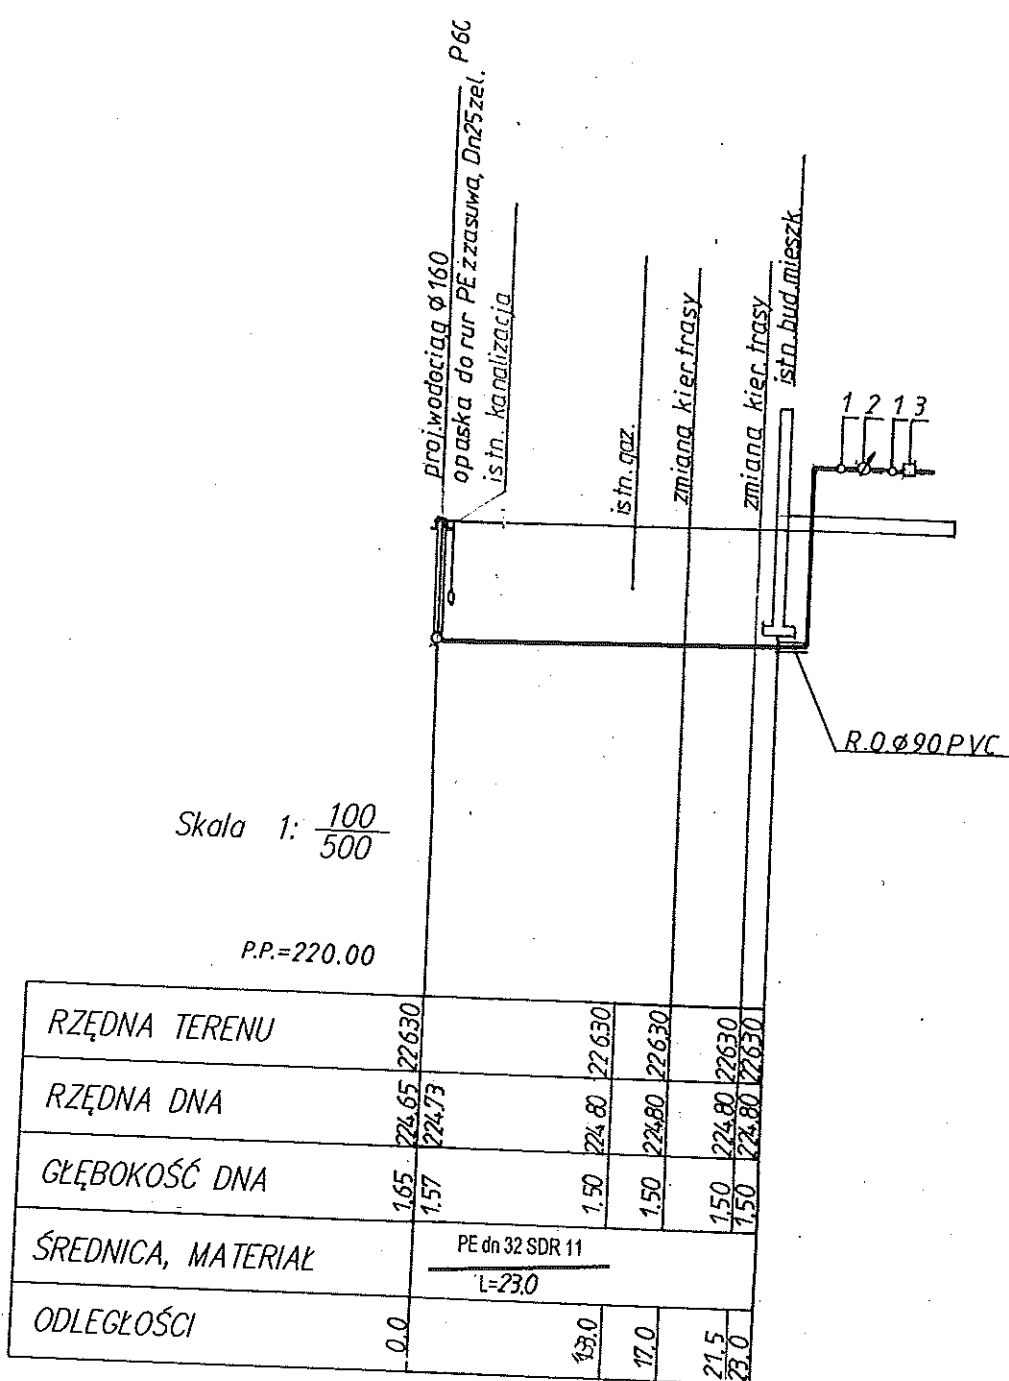 proj.wodociąg ø160
opaska do rur PE z zasuwą, Dn25 żel.
istn. kanalizacja
istn. gaz.
zmiana kier. trasy
zmiana kier. trasy
istn. bud. mieszk.
1 2 1 3
R.O.ø90PVC
Skala 1: 100
500
P.P.=220.00
RZĘDNA TERENU 226.30 226.30 226.30 226.30 226.30
RZĘDNA DNA 224.65 224.73 224.80 224.80 224.80 224.80
GŁĘBOKOŚĆ DNA 1.65 1.57 1.50 1.50 1.50 1.50
ŚREDNICA, MATERIAŁ PE dn 32 SDR 11
L=23.0
ODLEGŁOŚCI 0.0 17.0 21.5 23.0